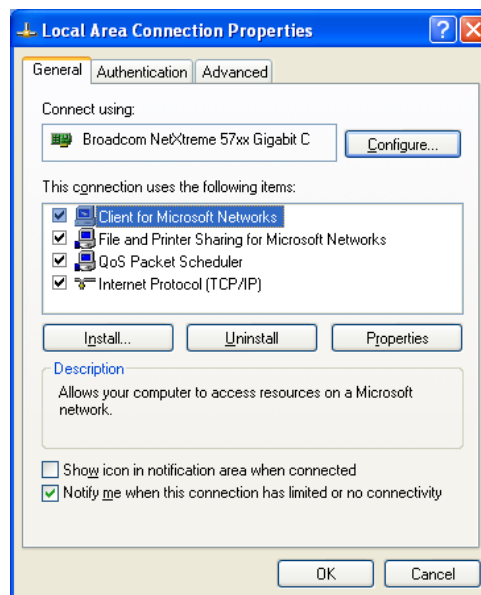 Local Area Connection Properties
General Authentication Advanced
Connect using:
Broadcom NetXtreme 57xx Gigabit C
Configure...
This connection uses the following items:
Client for Microsoft Networks
File and Printer Sharing for Microsoft Networks
QoS Packet Scheduler
Internet Protocol (TCP/IP)
Install... Uninstall Properties
Description
Allows your computer to access resources on a Microsoft
network.
Show icon in notification area when connected
Notify me when this connection has limited or no connectivity
OK Cancel